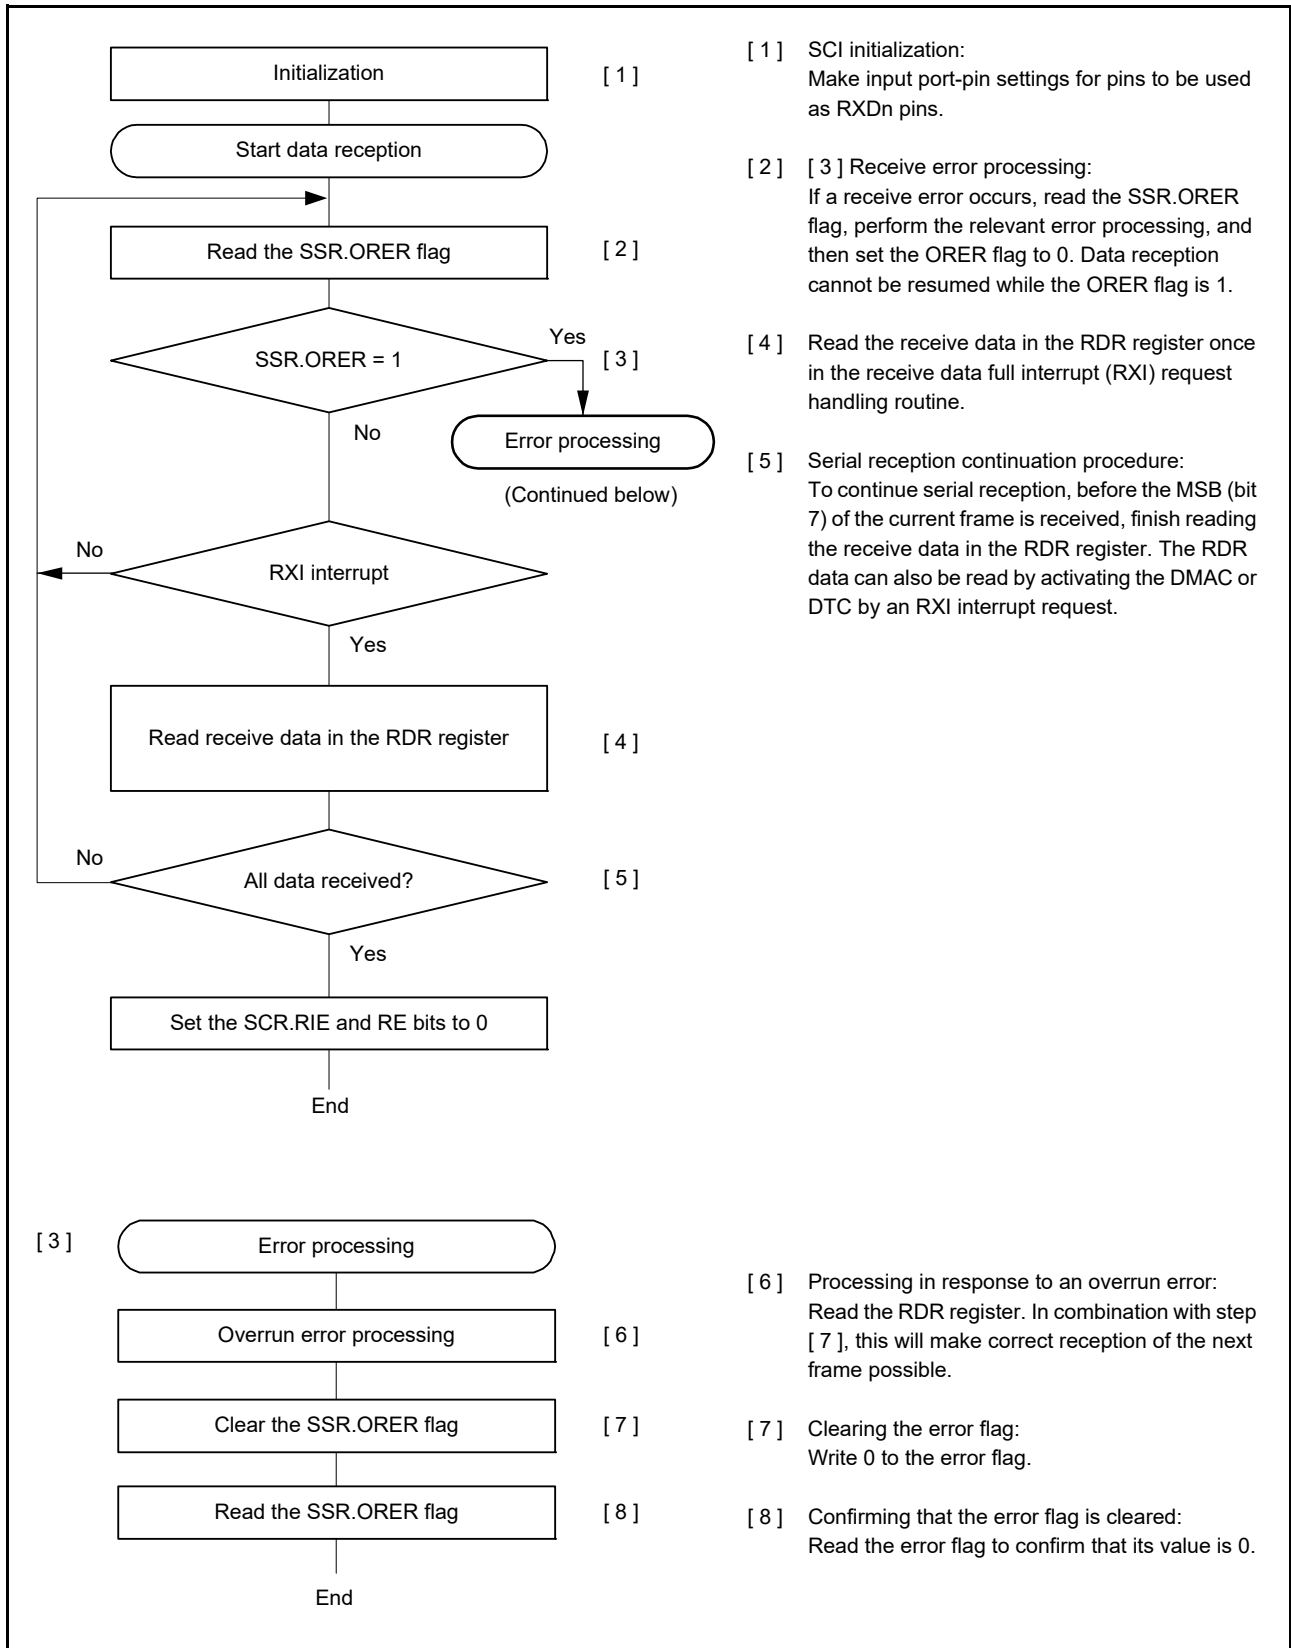 Initialization
[ 1 ]
Start data reception
Read the SSR.ORER flag
[ 2 ]
SSR.ORER = 1
Yes
[ 3 ]
No
Error processing
(Continued below)
No
RXI interrupt
Yes
Read receive data in the RDR register
[ 4 ]
No
All data received?
[ 5 ]
Yes
Set the SCR.RIE and RE bits to 0
End
[ 1 ] SCI initialization:
Make input port-pin settings for pins to be used
as RXDn pins.
[ 2 ] [ 3 ] Receive error processing:
If a receive error occurs, read the SSR.ORER
flag, perform the relevant error processing, and
then set the ORER flag to 0. Data reception
cannot be resumed while the ORER flag is 1.
[ 4 ] Read the receive data in the RDR register once
in the receive data full interrupt (RXI) request
handling routine.
[ 5 ] Serial reception continuation procedure:
To continue serial reception, before the MSB (bit
7) of the current frame is received, finish reading
the receive data in the RDR register. The RDR
data can also be read by activating the DMAC or
DTC by an RXI interrupt request.
[ 3 ]
Error processing
Overrun error processing
[ 6 ]
Clear the SSR.ORER flag
[ 7 ]
Read the SSR.ORER flag
[ 8 ]
End
[ 6 ] Processing in response to an overrun error:
Read the RDR register. In combination with step
[ 7 ], this will make correct reception of the next
frame possible.
[ 7 ] Clearing the error flag:
Write 0 to the error flag.
[ 8 ] Confirming that the error flag is cleared:
Read the error flag to confirm that its value is 0.